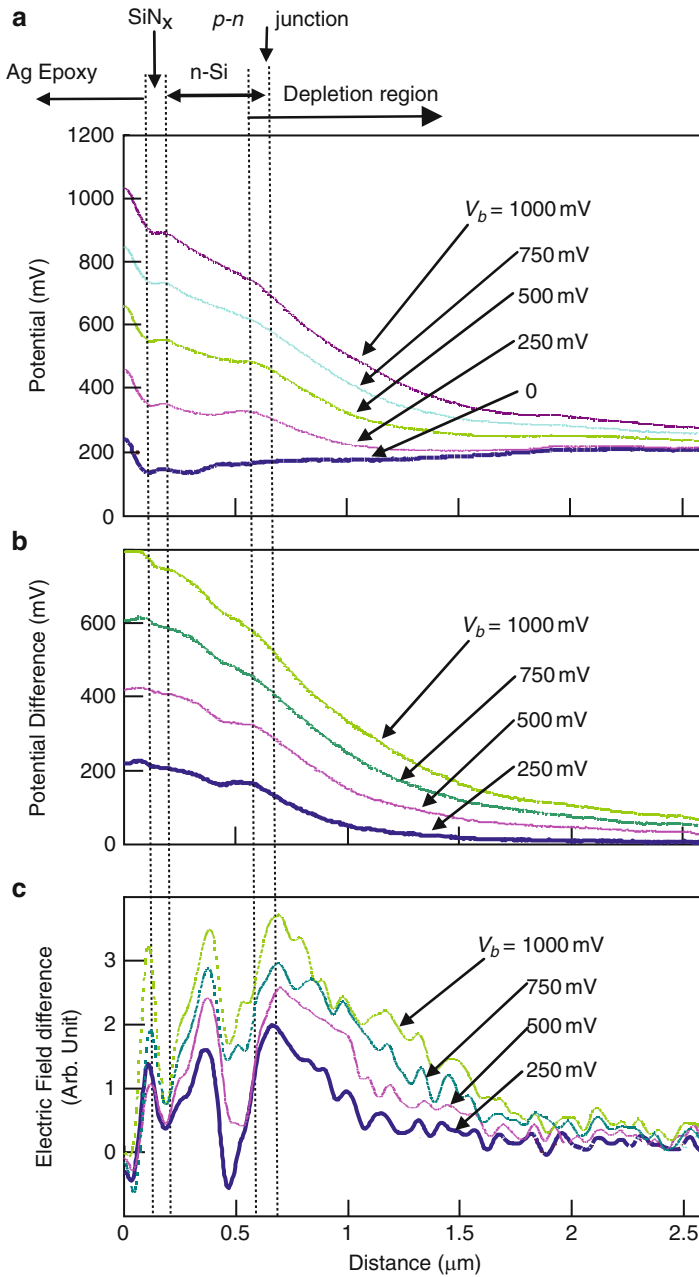 a
SiNx
p-n junction
Ag Epoxy
n-Si
Depletion region
1200
1000
800
600
400
200
0
Potential (mV)
Vb = 1000 mV
750 mV
500 mV
250 mV
0
b
600
400
200
0
Potential Difference
(mV)
Vb = 1000 mV
750 mV
500 mV
250 mV
c
3
2
1
0
Electric Field difference
(Arb. Unit)
Vb = 1000 mV
750 mV
500 mV
250 mV
0
0.5
1
1.5
2
2.5
Distance (μm)